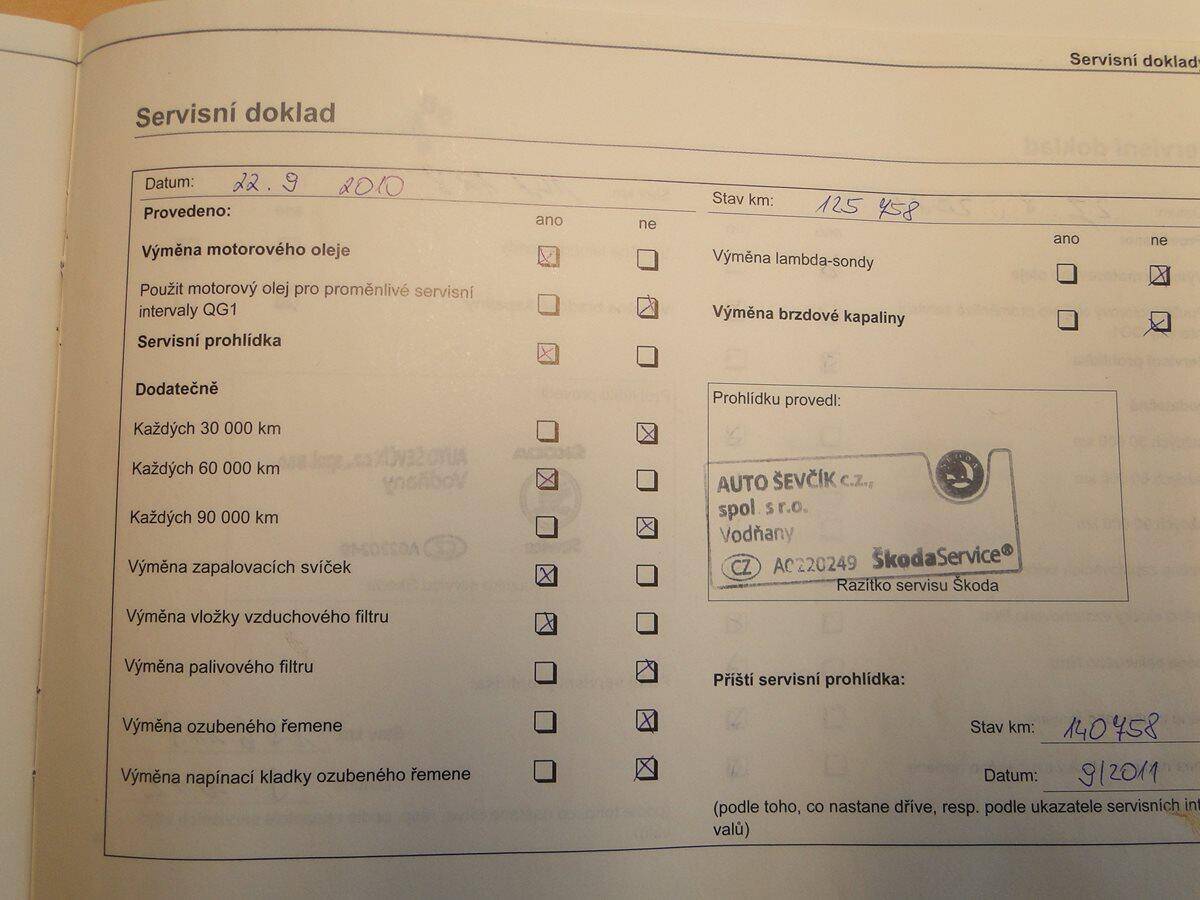 Servisní doklady
Servisní doklad
Datum: 22. 9 2010
Provedeno:
ano ne
Výměna motorového oleje
Použit motorový olej pro proměnlivé servisní
intervaly QG1
Servisní prohlídka
Dodatečně
Každých 30 000 km
Každých 60 000 km
Každých 90 000 km
Výměna zapalovacích svíček
Výměna vložky vzduchového filtru
Výměna palivového filtru
Výměna ozubeného řemene
Výměna napínací kladky ozubeného řemene
Stav km: 125 758
ano ne
Výměna lambda-sondy
Výměna brzdové kapaliny
Prohlídku provedl:
ŠKODA
AUTO ŠEVČÍK c.z.,
spol. s r.o.
Vodňany
CZ A0220249 ŠkodaService®
Razítko servisu Škoda
Příští servisní prohlídka:
Stav km: 140 758
Datum: 9/2011
(podle toho, co nastane dříve, resp. podle ukazatele servisních int
valů)